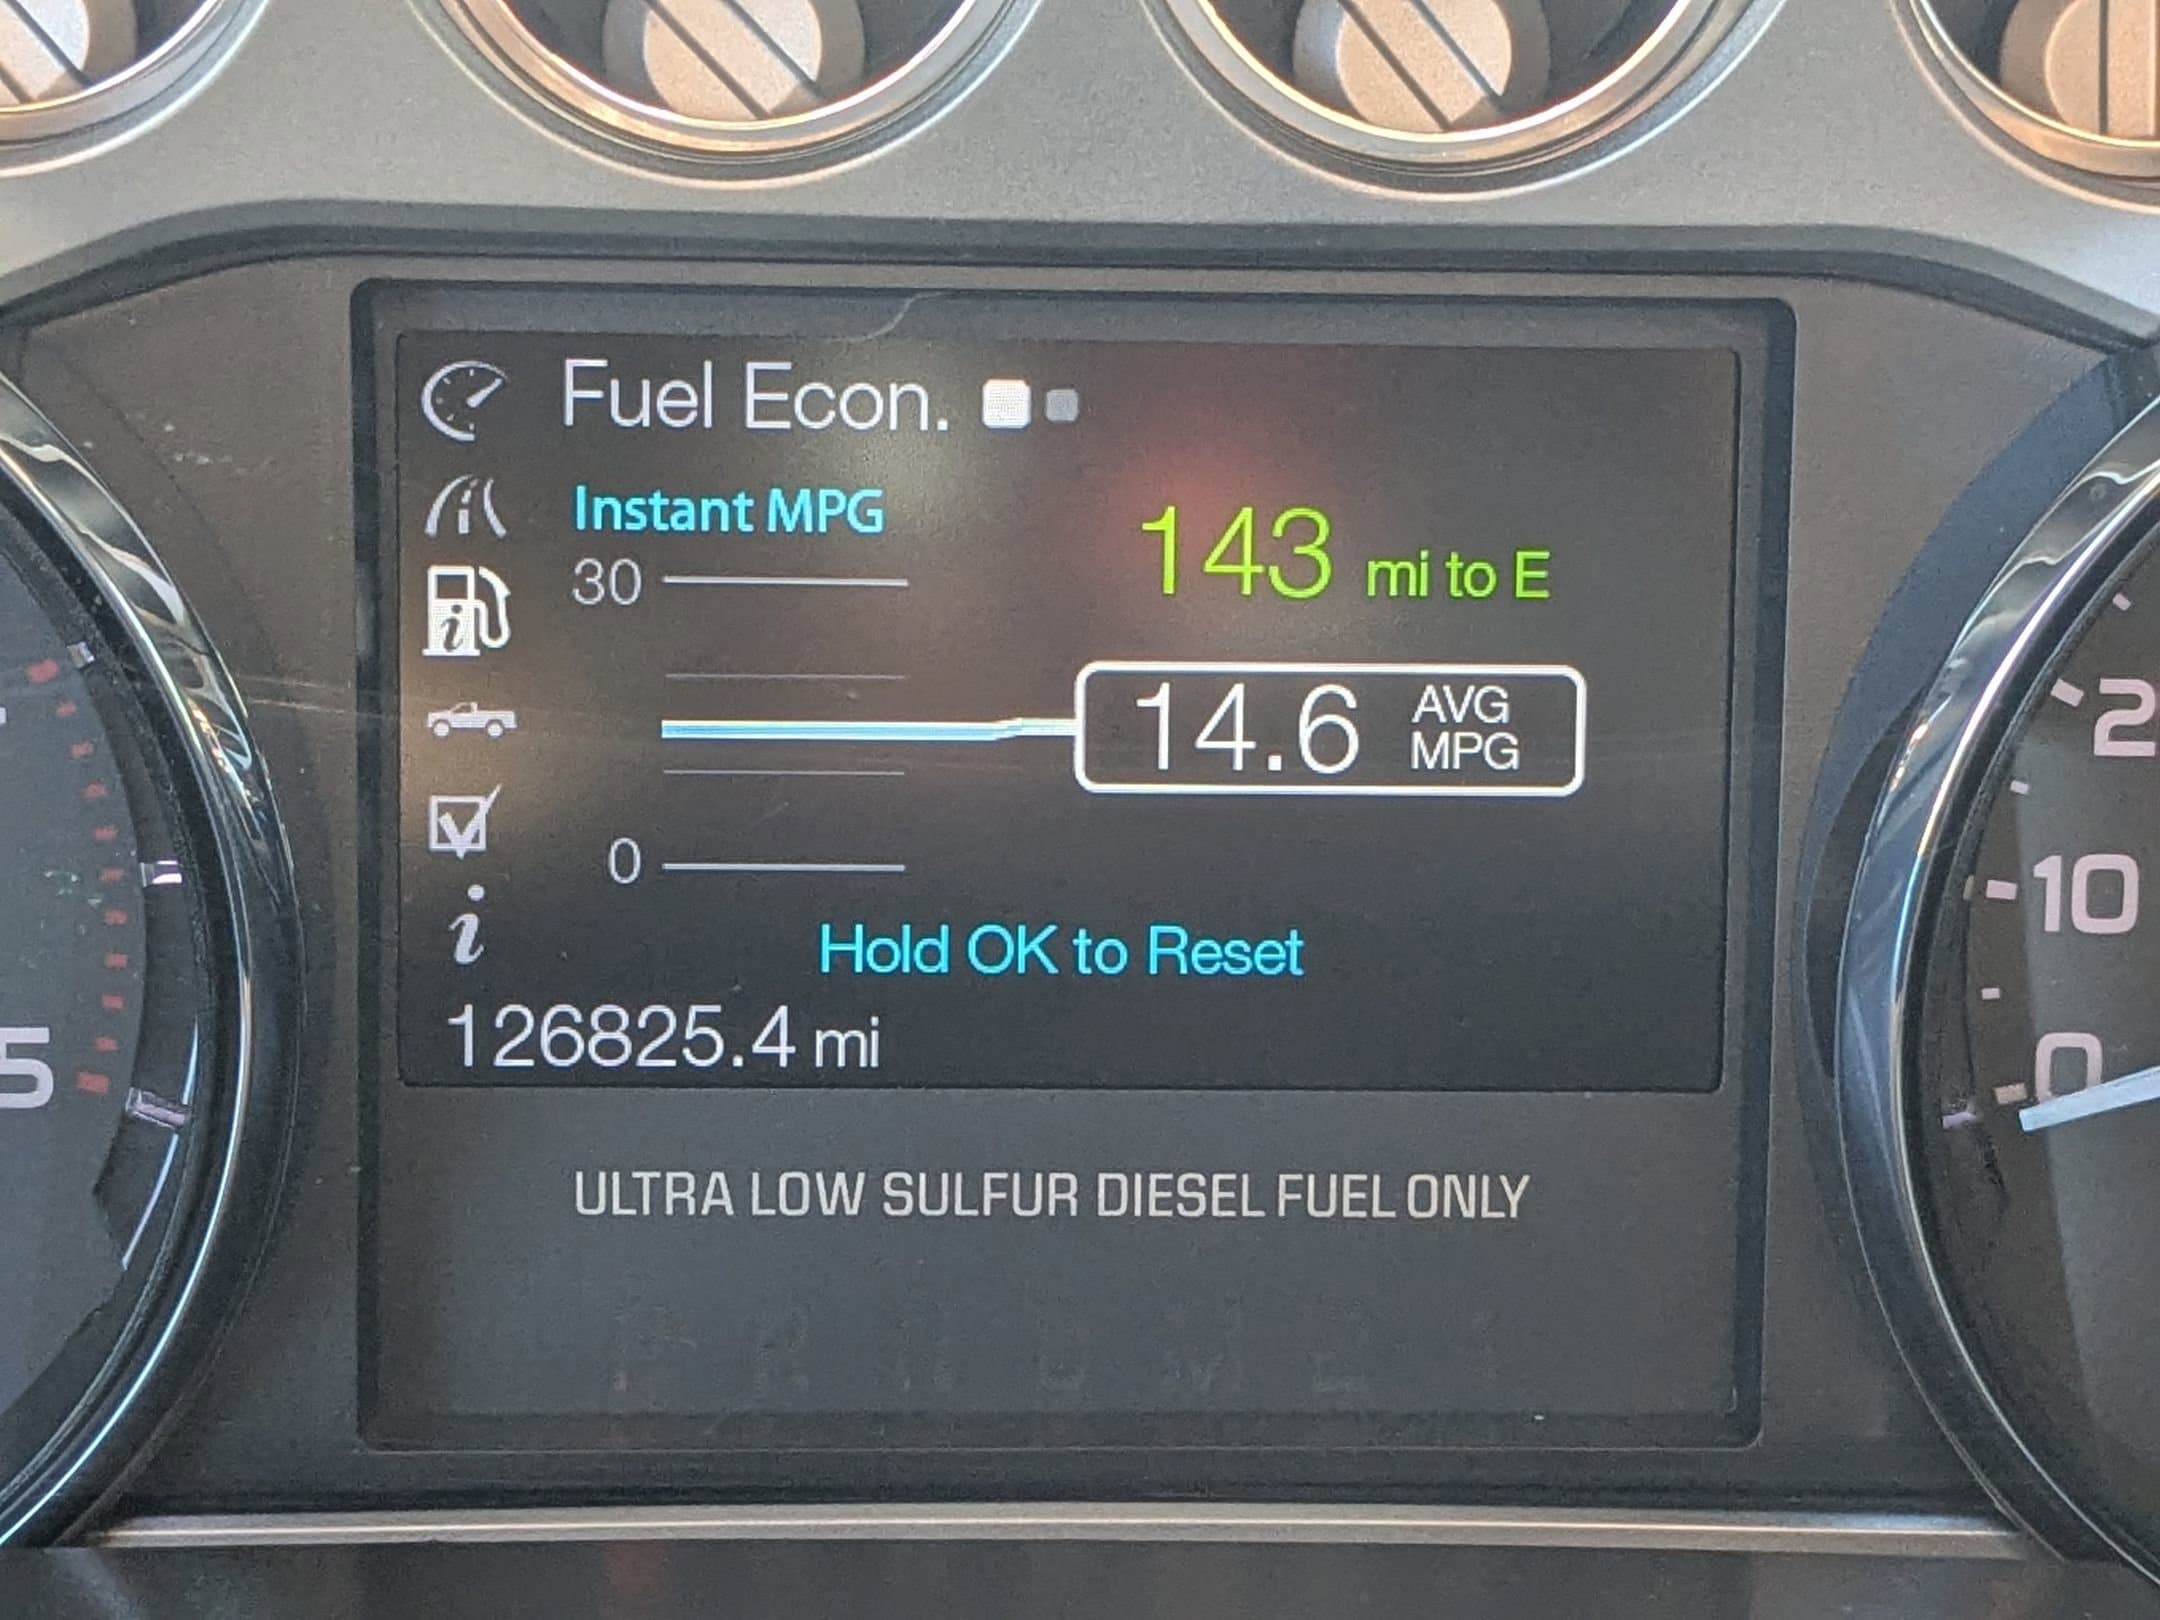 Fuel Econ.
Instant MPG
143 mi to E
30
14.6 AVG MPG
0
Hold OK to Reset
126825.4 mi
ULTRA LOW SULFUR DIESEL FUEL ONLY
5
10
0